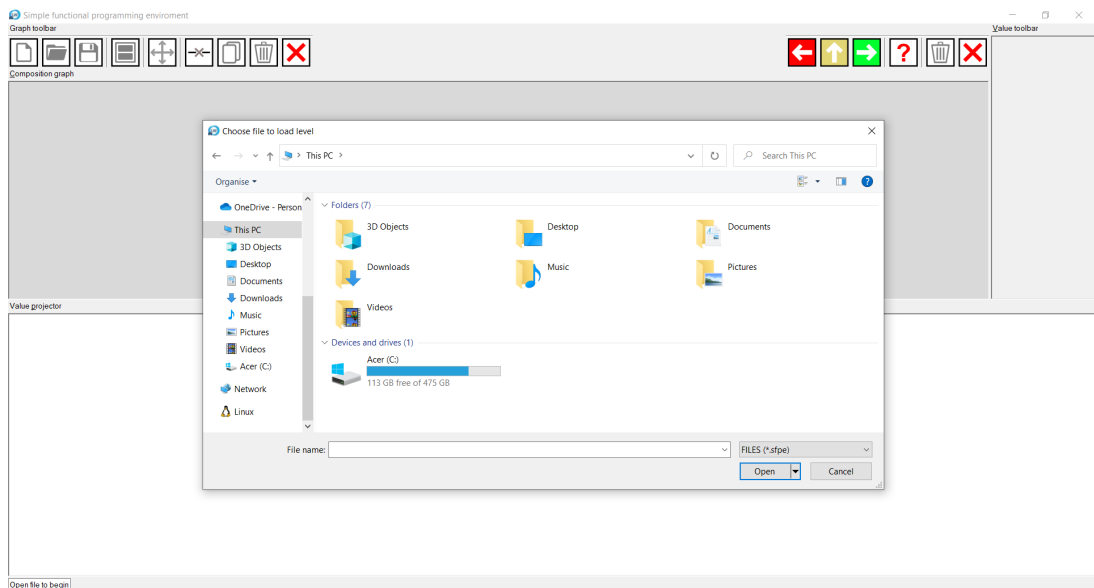 Simple functional programming enviroment
Graph toolbar
Value toolbar
?
Composition graph
Choose file to load level
This PC
Search This PC
Organise
OneDrive - Person
This PC
3D Objects
Desktop
Documents
Downloads
Music
Pictures
Videos
Acer (C:)
Network
Linux
Folders (7)
3D Objects
Desktop
Documents
Downloads
Music
Pictures
Videos
Devices and drives (1)
Acer (C:)
113 GB free of 475 GB
Value projector
File name:
FILES (*.sfpe)
Open
Cancel
Open file to begin